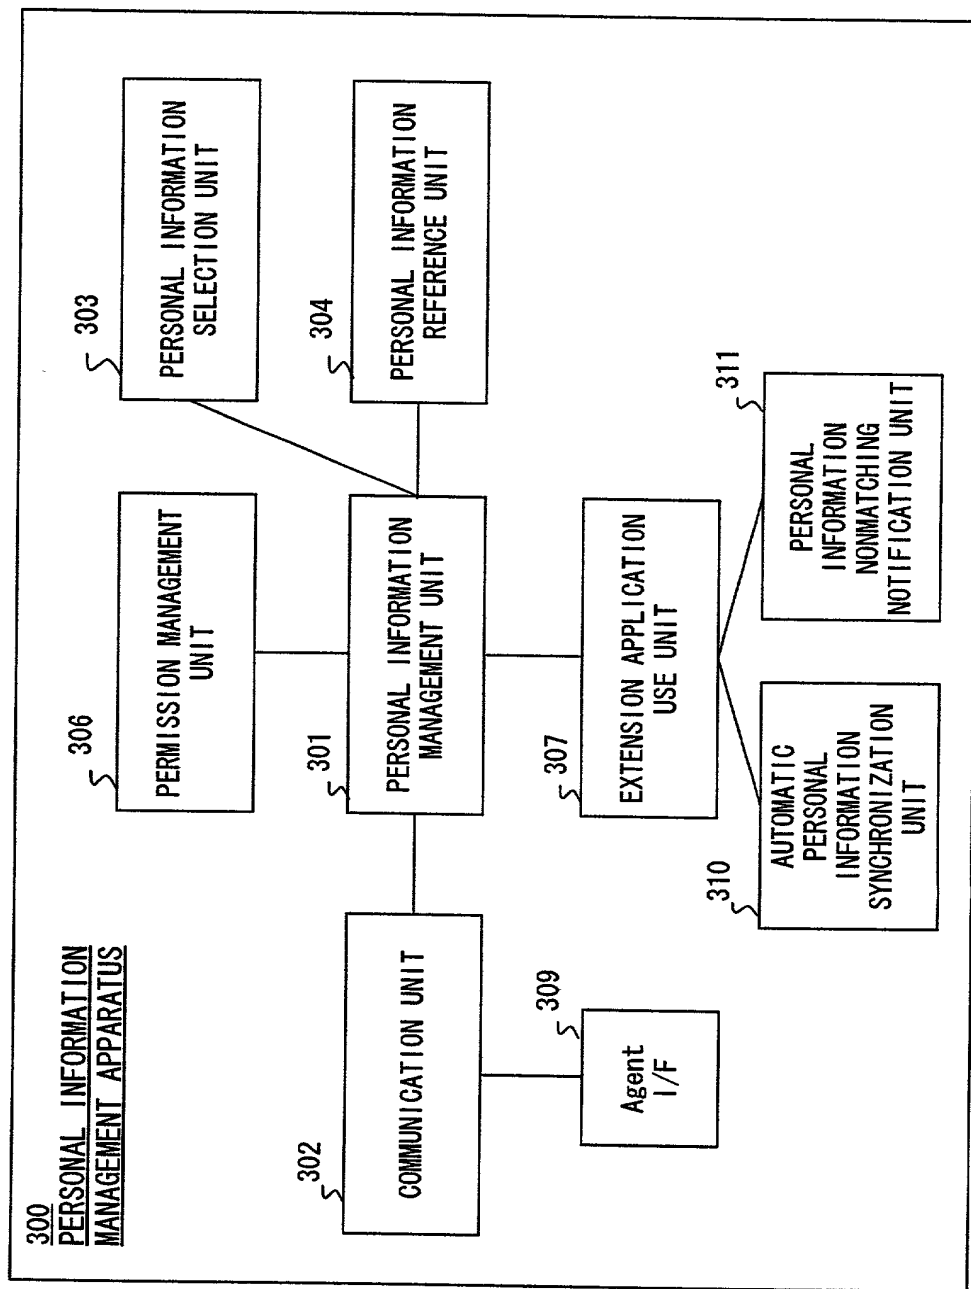 300
PERSONAL INFORMATION
MANAGEMENT APPARATUS
306
PERMISSION MANAGEMENT
UNIT
303
PERSONAL INFORMATION
SELECTION UNIT
302
COMMUNICATION UNIT
301
PERSONAL INFORMATION
MANAGEMENT UNIT
304
PERSONAL INFORMATION
REFERENCE UNIT
309
Agent
I/F
307
EXTENSION APPLICATION
USE UNIT
310
AUTOMATIC
PERSONAL
INFORMATION
SYNCHRONIZATION
UNIT
311
PERSONAL
INFORMATION
NONMATCHING
NOTIFICATION UNIT